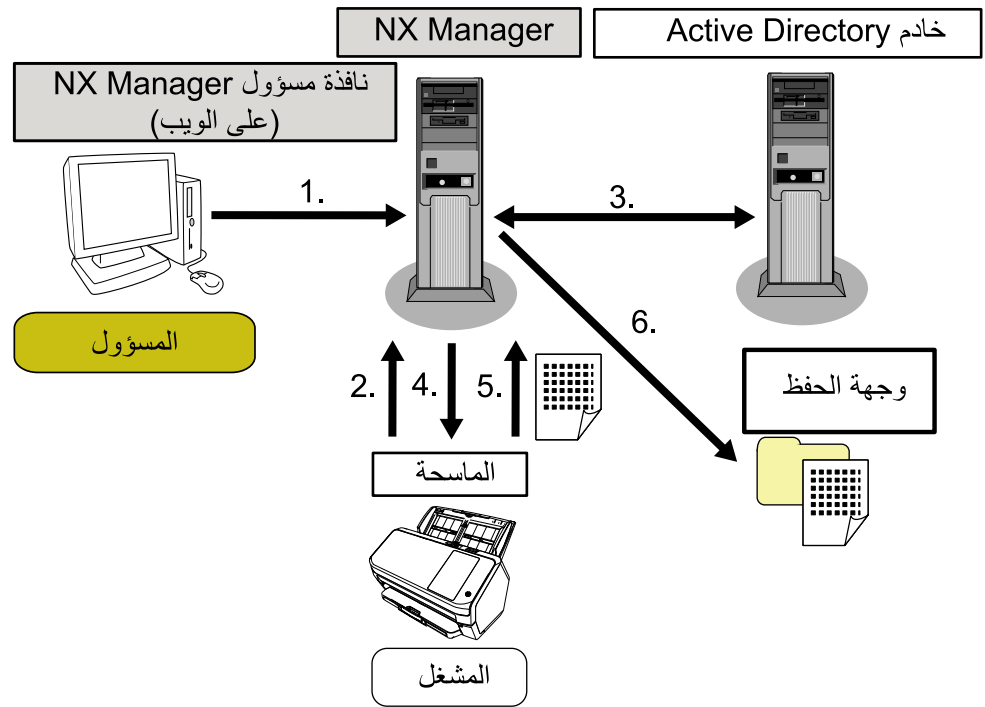 NX Manager
خادم Active Directory
نافذة مسؤول NX Manager
(على الويب)
1.
3.
المسؤول
6.
2.
4.
5.
وجهة الحفظ
الماسحة
المشغل